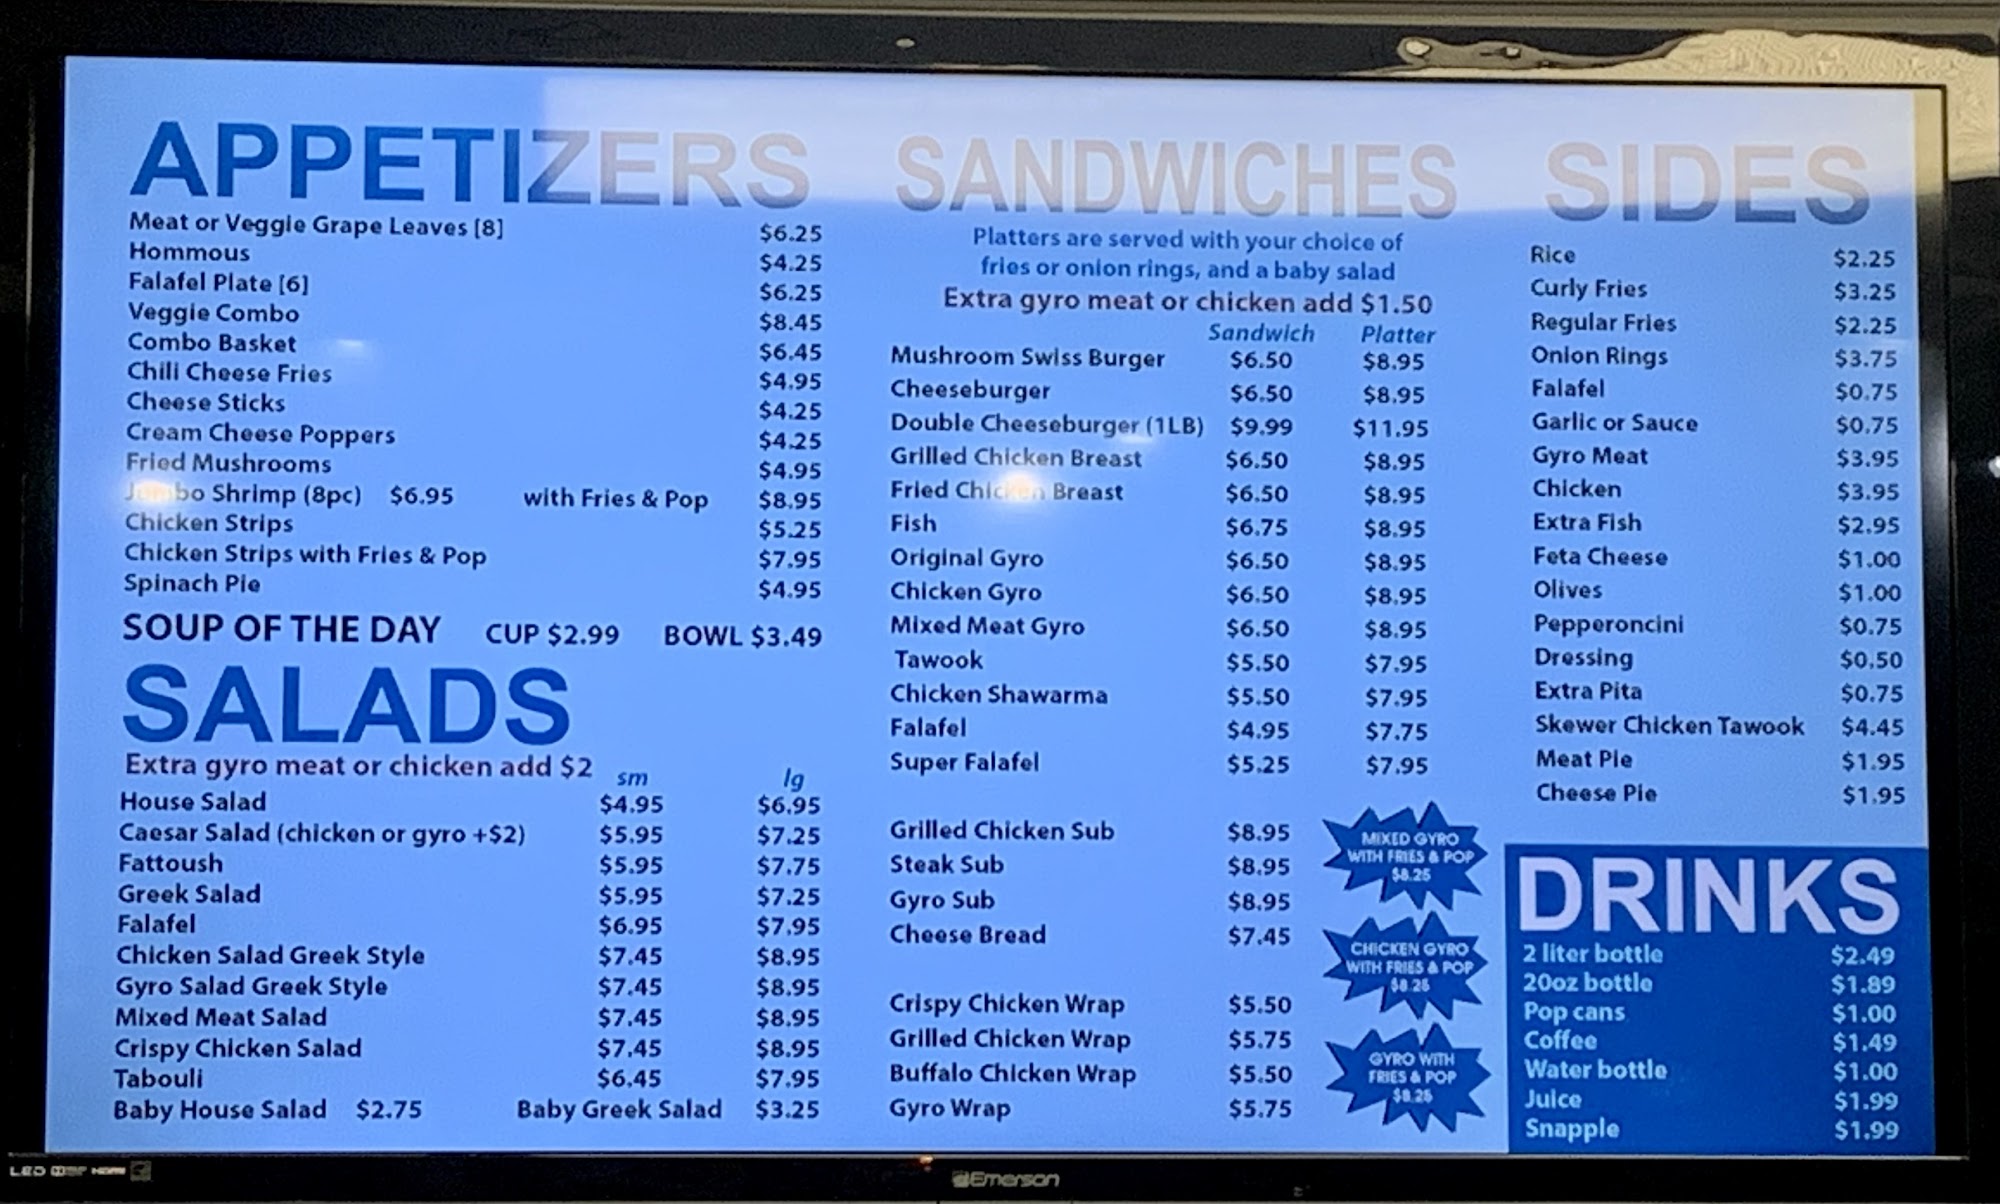 APPETIZERS
Meat or Veggie Grape Leaves [8] $6.25
Hommous $4.25
Falafel Plate [6] $6.25
Veggie Combo $8.45
Combo Basket $6.45
Chili Cheese Fries $4.95
Cheese Sticks $4.25
Cream Cheese Poppers $4.25
Fried Mushrooms $4.95
Jumbo Shrimp (8pc) $6.95 with Fries & Pop $8.95
Chicken Strips $5.25
Chicken Strips with Fries & Pop $7.95
Spinach Pie $4.95
SOUP OF THE DAY CUP $2.99 BOWL $3.49
SALADS
Extra gyro meat or chicken add $2
sm lg
House Salad $4.95 $6.95
Caesar Salad (chicken or gyro +$2) $5.95 $7.25
Fattoush $5.95 $7.75
Greek Salad $5.95 $7.25
Falafel $6.95 $7.95
Chicken Salad Greek Style $7.45 $8.95
Gyro Salad Greek Style $7.45 $8.95
Mixed Meat Salad $7.45 $8.95
Crispy Chicken Salad $7.45 $8.95
Tabouli $6.45 $7.95
Baby House Salad $2.75 Baby Greek Salad $3.25
SANDWICHES
Platters are served with your choice of
fries or onion rings, and a baby salad
Extra gyro meat or chicken add $1.50
Sandwich Platter
Mushroom Swiss Burger $6.50 $8.95
Cheeseburger $6.50 $8.95
Double Cheeseburger (1LB) $9.99 $11.95
Grilled Chicken Breast $6.50 $8.95
Fried Chicken Breast $6.50 $8.95
Fish $6.75 $8.95
Original Gyro $6.50 $8.95
Chicken Gyro $6.50 $8.95
Mixed Meat Gyro $6.50 $8.95
Tawook $5.50 $7.95
Chicken Shawarma $5.50 $7.95
Falafel $4.95 $7.75
Super Falafel $5.25 $7.95
Grilled Chicken Sub $8.95
Steak Sub $8.95
Gyro Sub $8.95
Cheese Bread $7.45
Crispy Chicken Wrap $5.50
Grilled Chicken Wrap $5.75
Buffalo Chicken Wrap $5.50
Gyro Wrap $5.75
MIXED GYRO
WITH FRIES & POP
$8.25
CHICKEN GYRO
WITH FRIES & POP
$8.25
GYRO WITH
FRIES & POP
$8.25
SIDES
Rice $2.25
Curly Fries $3.25
Regular Fries $2.25
Onion Rings $3.75
Falafel $0.75
Garlic or Sauce $0.75
Gyro Meat $3.95
Chicken $3.95
Extra Fish $2.95
Feta Cheese $1.00
Olives $1.00
Pepperoncini $0.75
Dressing $0.50
Extra Pita $0.75
Skewer Chicken Tawook $4.45
Meat Pie $1.95
Cheese Pie $1.95
DRINKS
2 liter bottle $2.49
20oz bottle $1.89
Pop cans $1.00
Coffee $1.49
Water bottle $1.00
Juice $1.99
Snapple $1.99
LED HDMI
Emerson